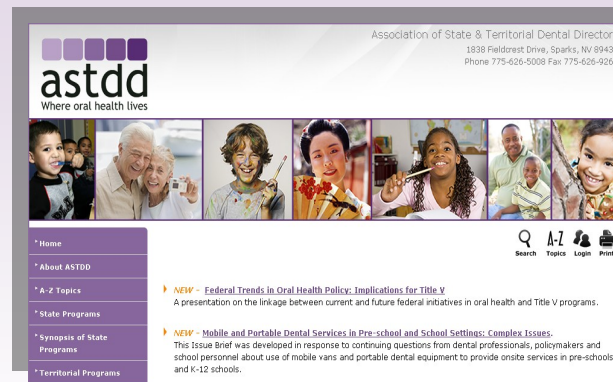 Association of State & Territorial Dental Director
1838 Fieldcrest Drive, Sparks, NV 8943
Phone 775-626-5008 Fax 775-626-926
astdd
Where oral health lives
Search
A-Z
Topics
Login
Print
Home
About ASTDD
A-Z Topics
State Programs
Synopsis of State
Programs
Territorial Programs
NEW - Federal Trends in Oral Health Policy: Implications for Title V
A presentation on the linkage between current and future federal initiatives in oral health and Title V programs.
NEW - Mobile and Portable Dental Services in Pre-school and School Settings: Complex Issues.
This Issue Brief was developed in response to continuing questions from dental professionals, policymakers and
school personnel about use of mobile vans and portable dental equipment to provide onsite services in pre-schools
and K-12 schools.